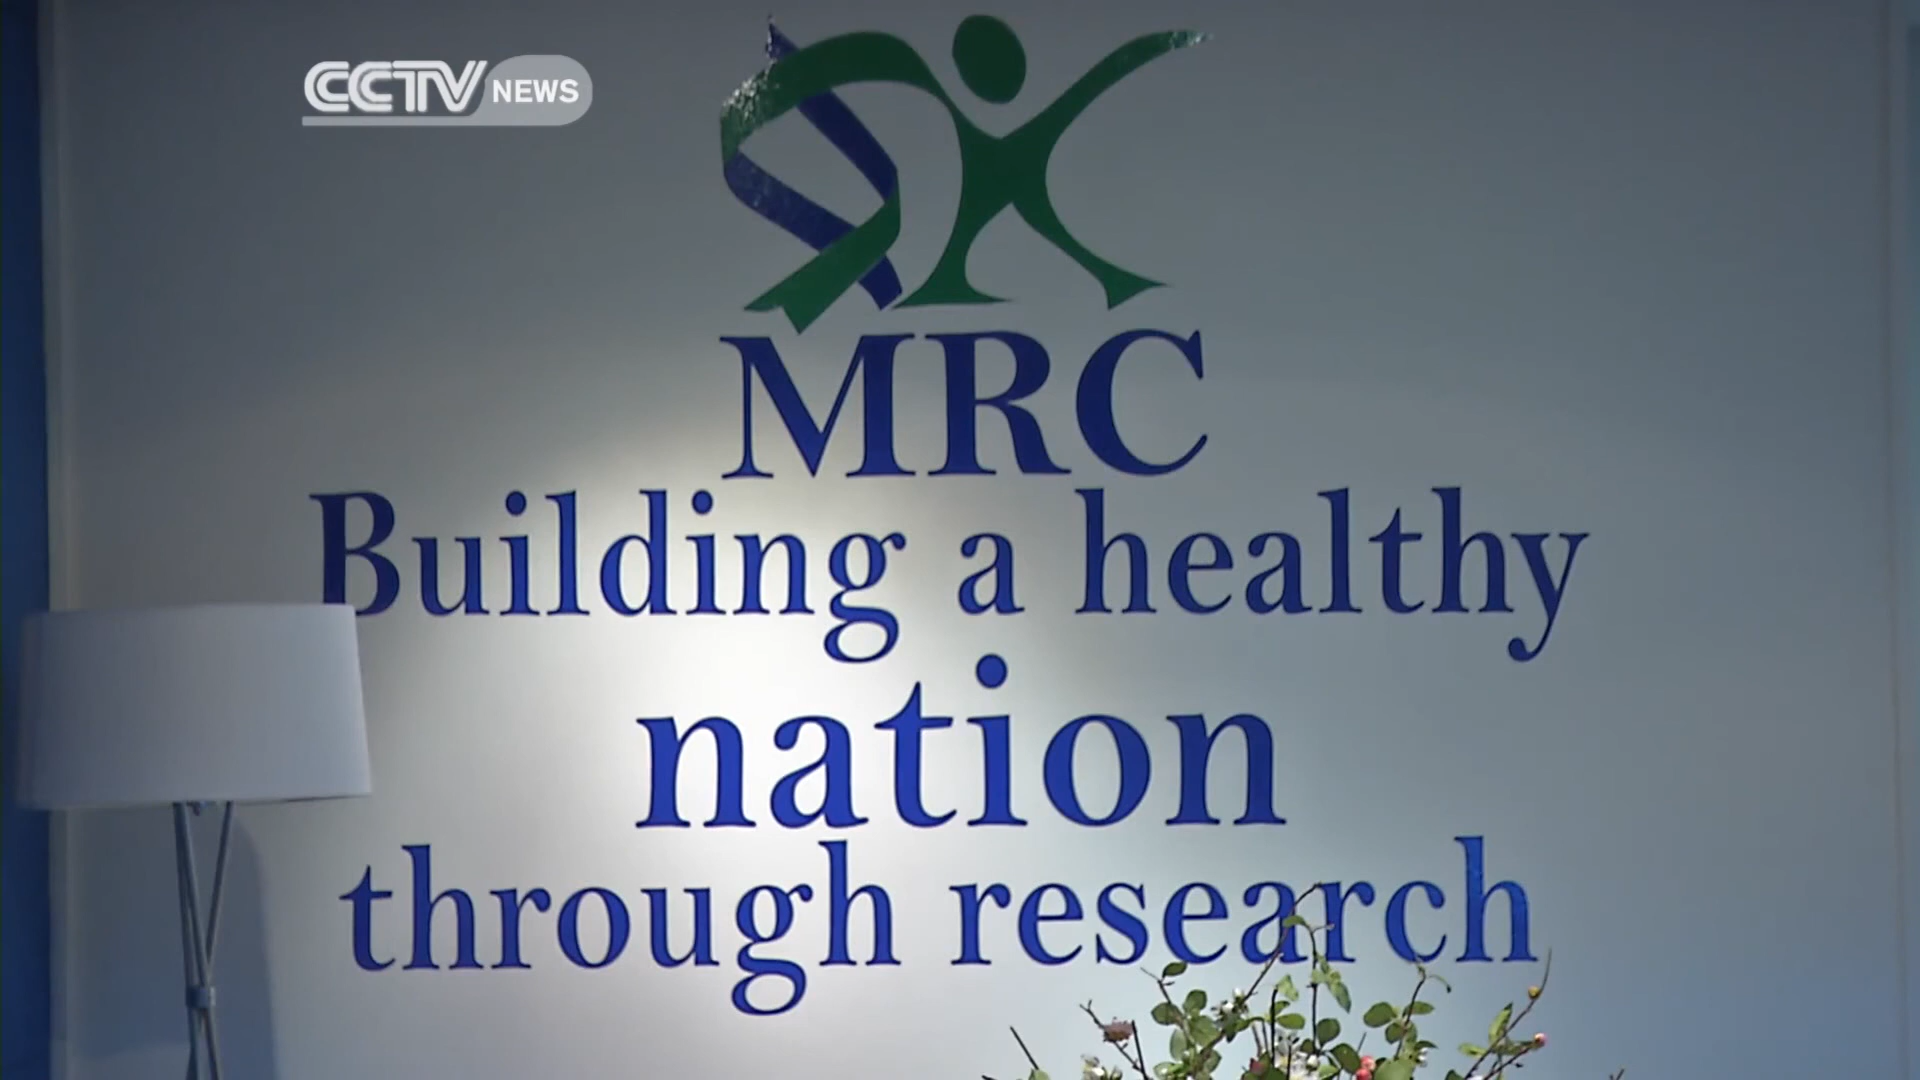 CCTV NEWS
MRC
Building a healthy
nation
through research